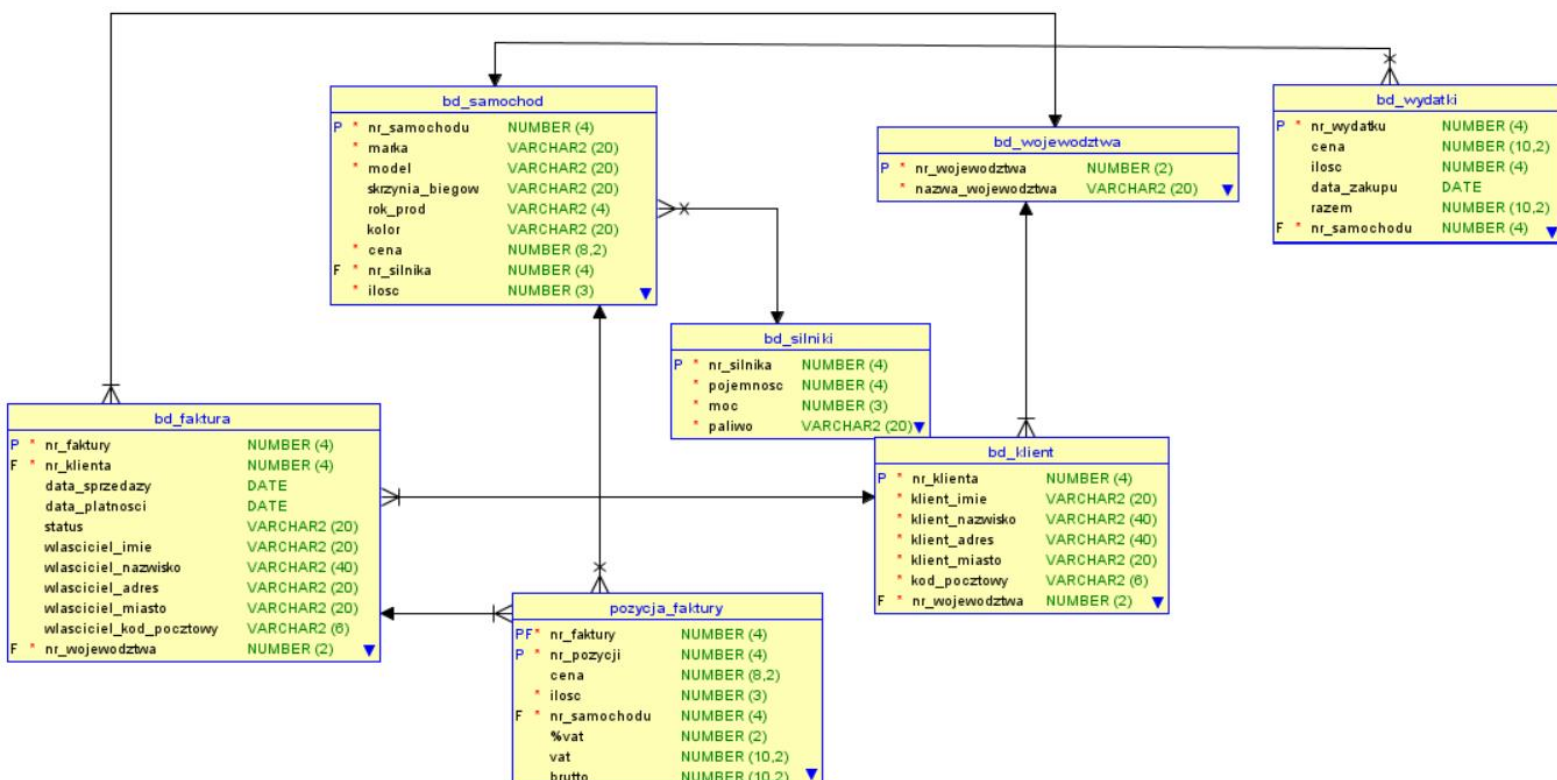 bd_samochod
P * nr_samochodu NUMBER (4)
* marka VARCHAR2 (20)
* model VARCHAR2 (20)
skrzynia_biegow VARCHAR2 (20)
rok_prod VARCHAR2 (4)
kolor VARCHAR2 (20)
* cena NUMBER (8,2)
F * nr_silnika NUMBER (4)
* ilosc NUMBER (3)
bd_wojewodztwa
P * nr_wojewodztwa NUMBER (2)
* nazwa_wojewodztwa VARCHAR2 (20)
bd_wydatki
P * nr_wydatku NUMBER (4)
cena NUMBER (10,2)
ilosc NUMBER (4)
data_zakupu DATE
razem NUMBER (10,2)
F * nr_samochodu NUMBER (4)
bd_silniki
P * nr_silnika NUMBER (4)
* pojemnosc NUMBER (4)
* moc NUMBER (3)
* paliwo VARCHAR2 (20)
bd_faktura
P * nr_faktury NUMBER (4)
F * nr_klienta NUMBER (4)
data_sprzedazy DATE
data_platnosci DATE
status VARCHAR2 (20)
wlasciciel_imie VARCHAR2 (20)
wlasciciel_nazwisko VARCHAR2 (40)
wlasciciel_adres VARCHAR2 (20)
wlasciciel_miasto VARCHAR2 (20)
wlasciciel_kod_pocztowy VARCHAR2 (6)
F * nr_wojewodztwa NUMBER (2)
bd_klient
P * nr_klienta NUMBER (4)
* klient_imie VARCHAR2 (20)
* klient_nazwisko VARCHAR2 (40)
* klient_adres VARCHAR2 (40)
* klient_miasto VARCHAR2 (20)
* kod_pocztowy VARCHAR2 (6)
F * nr_wojewodztwa NUMBER (2)
pozycja_faktury
PF* nr_faktury NUMBER (4)
P * nr_pozycji NUMBER (4)
cena NUMBER (8,2)
* ilosc NUMBER (3)
F * nr_samochodu NUMBER (4)
%vat NUMBER (2)
vat NUMBER (10,2)
brutto NUMBER (10,2)